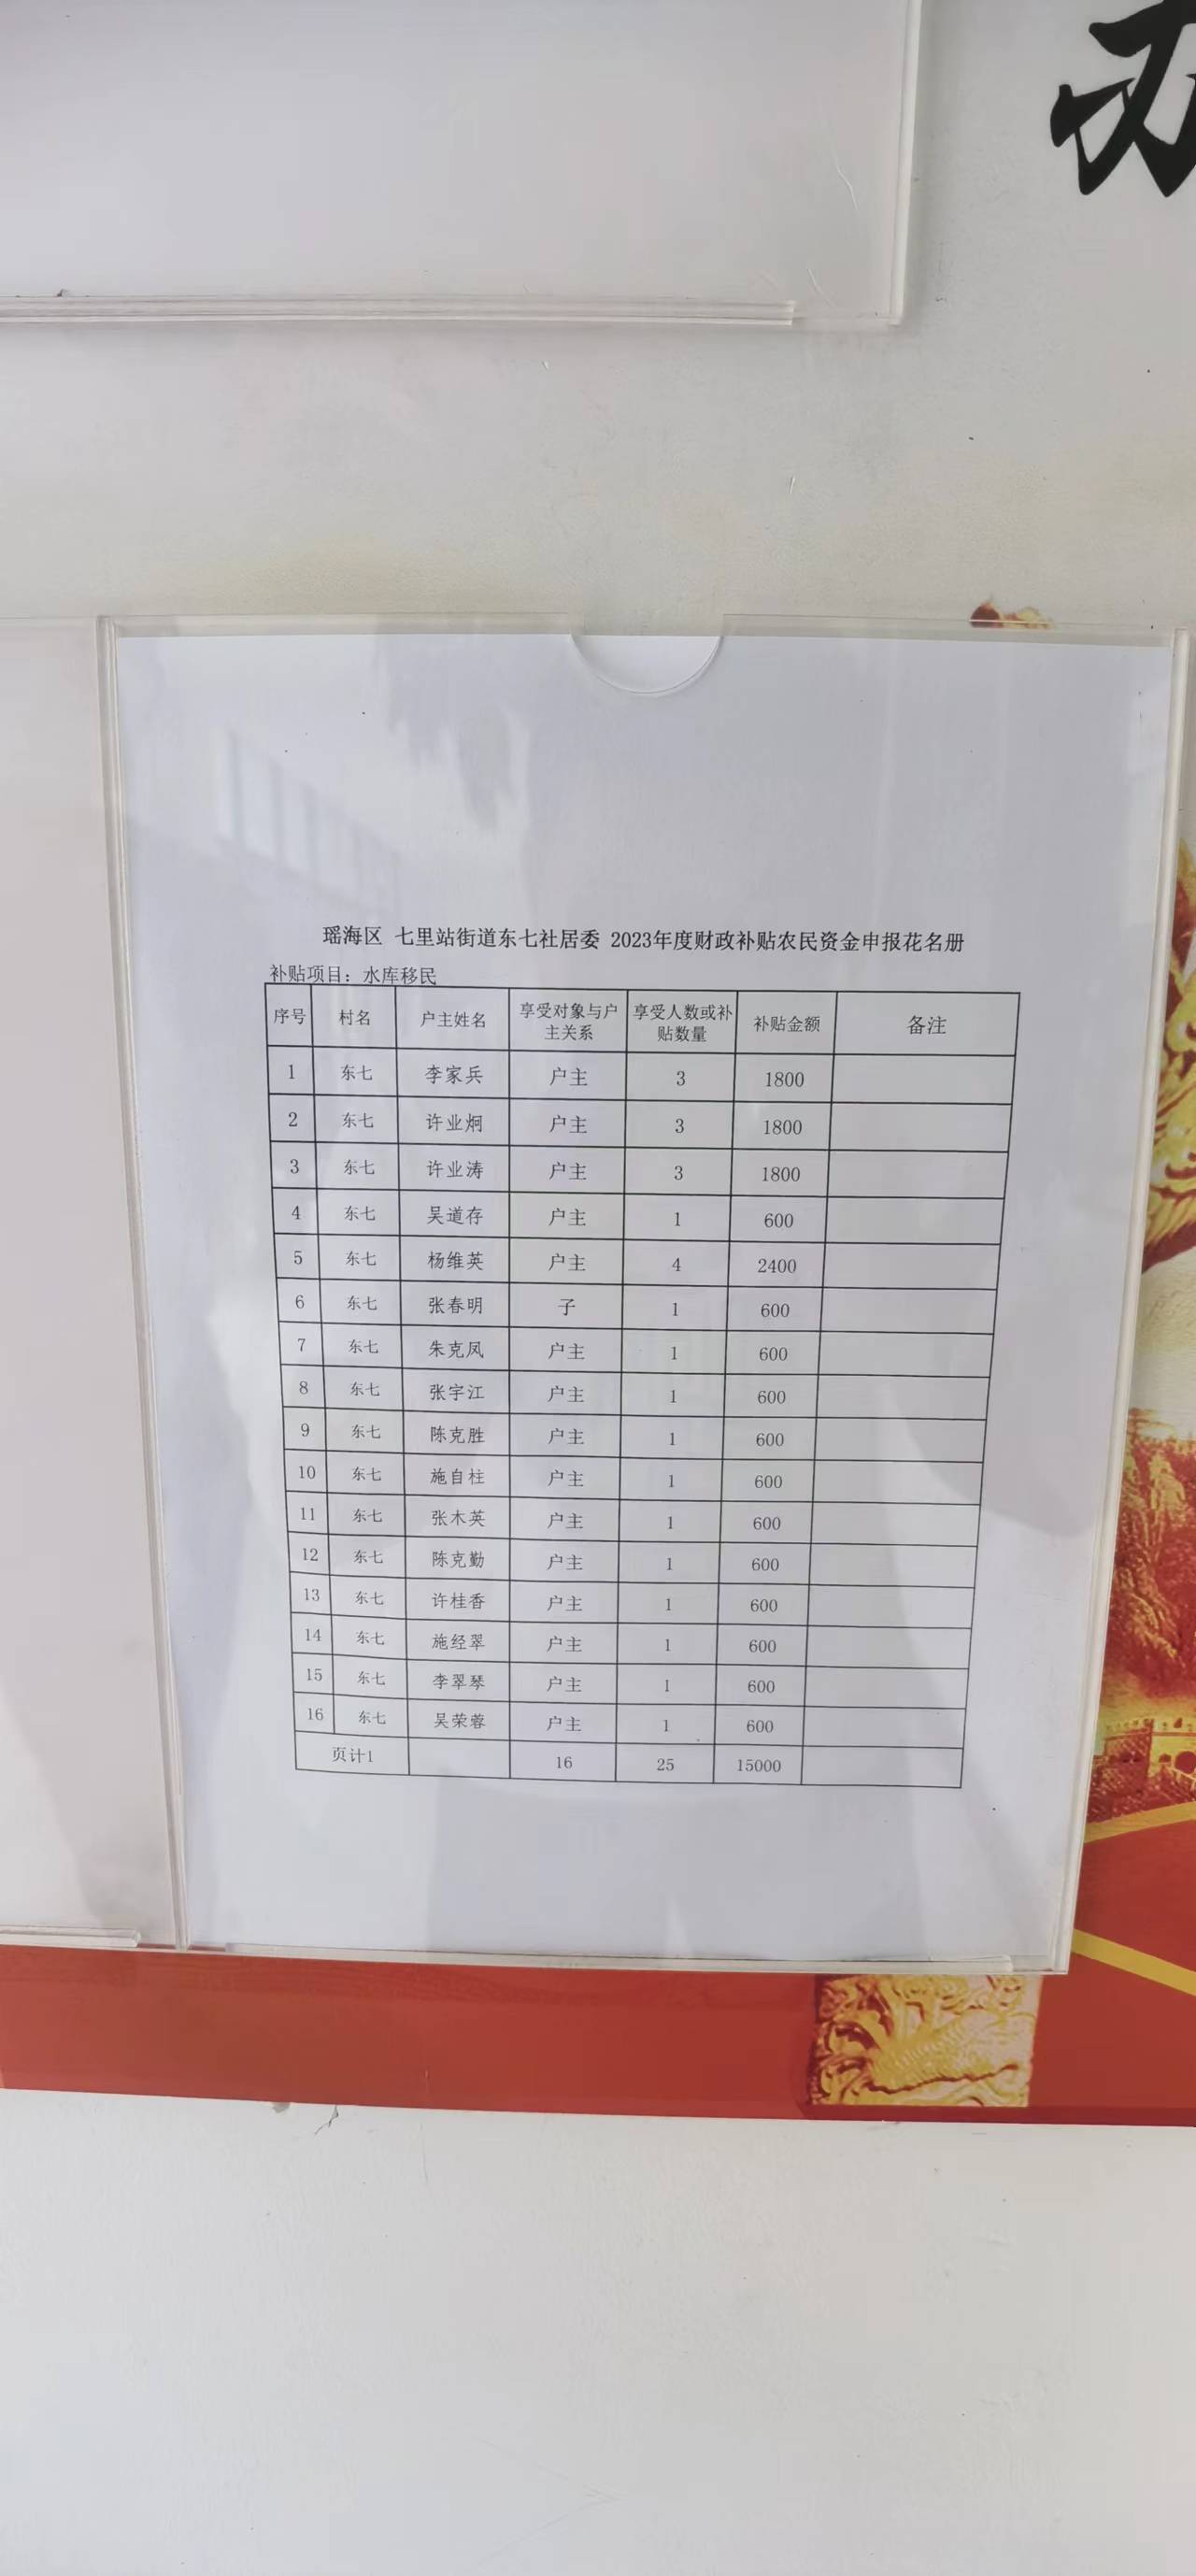 办
瑶海区 七里站街道东七社居委 2023年度财政补贴农民资金申报花名册
补贴项目：水库移民
序号 村名 户主姓名 享受对象与户主关系 享受人数或补贴数量 补贴金额 备注
1 东七 李家兵 户主 3 1800
2 东七 许业炯 户主 3 1800
3 东七 许业涛 户主 3 1800
4 东七 吴道存 户主 1 600
5 东七 杨维英 户主 4 2400
6 东七 张春明 子 1 600
7 东七 朱克凤 户主 1 600
8 东七 张宇江 户主 1 600
9 东七 陈克胜 户主 1 600
10 东七 施自柱 户主 1 600
11 东七 张木英 户主 1 600
12 东七 陈克勤 户主 1 600
13 东七 许桂香 户主 1 600
14 东七 施经翠 户主 1 600
15 东七 李翠琴 户主 1 600
16 东七 吴荣蓉 户主 1 600
页计1 16 25 15000